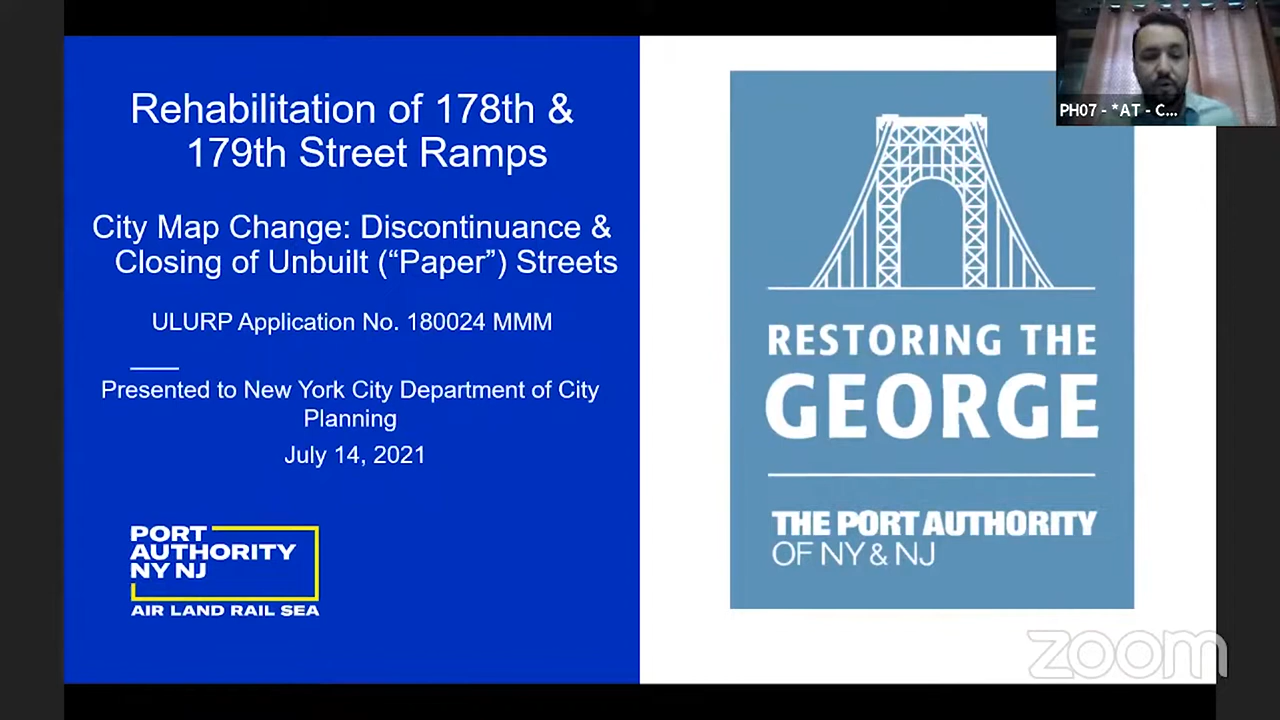 Rehabilitation of 178th &
179th Street Ramps
City Map Change: Discontinuance &
Closing of Unbuilt (“Paper”) Streets
ULURP Application No. 180024 MMM
Presented to New York City Department of City
Planning
July 14, 2021
PORT
AUTHORITY
NY NJ
AIR LAND RAIL SEA
RESTORING THE
GEORGE
THE PORT AUTHORITY
OF NY & NJ
PH07 - *AT - C...
zoom